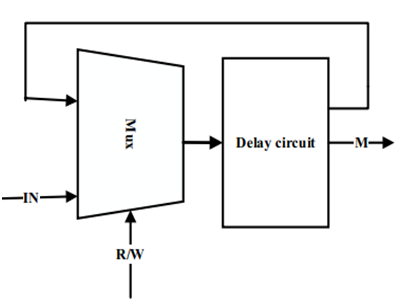 Mux
Delay circuit
M
IN
R/W